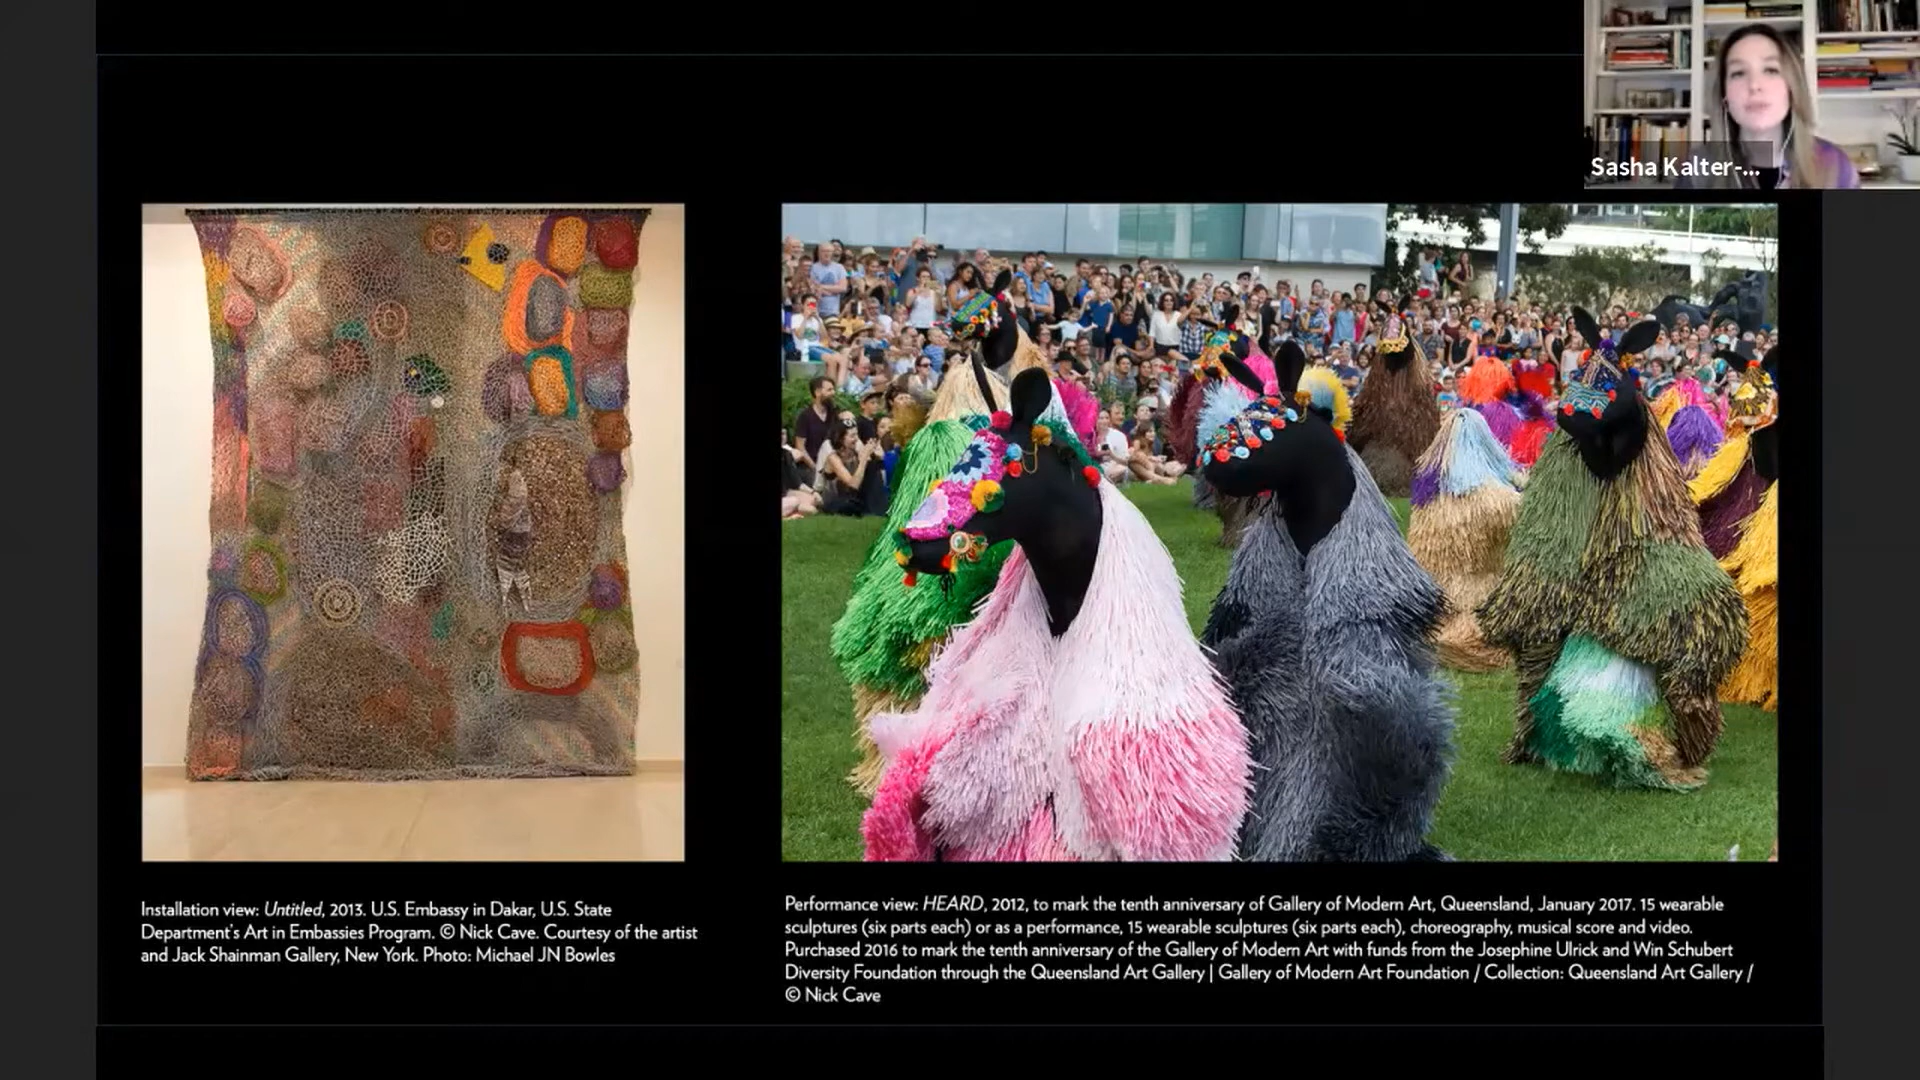 Sasha Kalter-...
Installation view: Untitled, 2013. U.S. Embassy in Dakar, U.S. State
Department's Art in Embassies Program. © Nick Cave. Courtesy of the artist
and Jack Shainman Gallery, New York. Photo: Michael JN Bowles
Performance view: HEARD, 2012, to mark the tenth anniversary of Gallery of Modern Art, Queensland, January 2017. 15 wearable
sculptures (six parts each) or as a performance, 15 wearable sculptures (six parts each), choreography, musical score and video.
Purchased 2016 to mark the tenth anniversary of the Gallery of Modern Art with funds from the Josephine Ulrick and Win Schubert
Diversity Foundation through the Queensland Art Gallery | Gallery of Modern Art Foundation / Collection: Queensland Art Gallery /
© Nick Cave